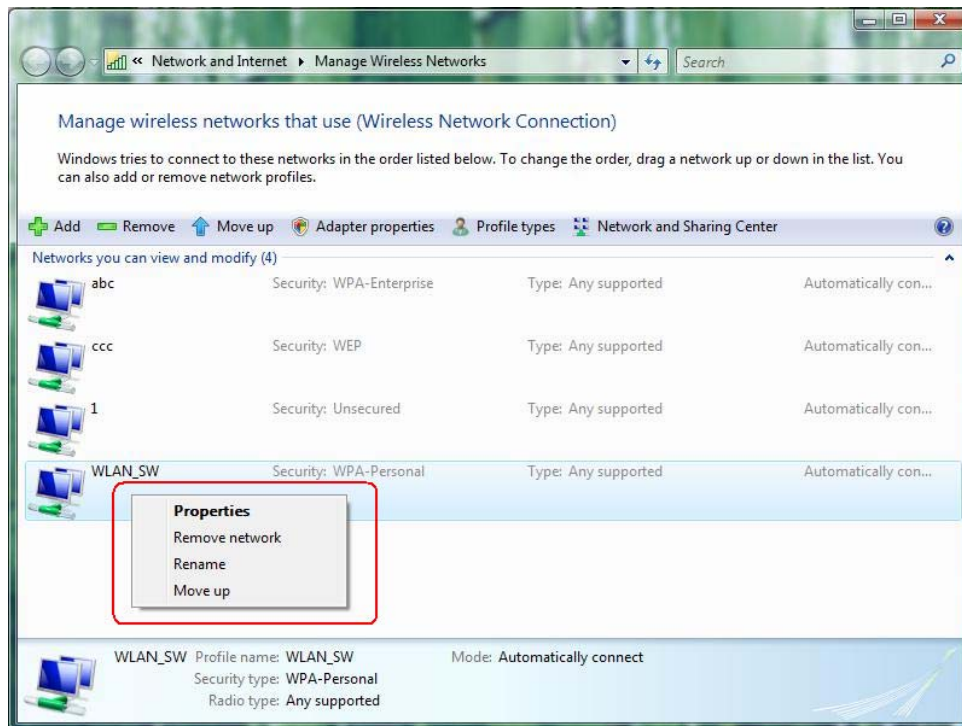 « Network and Internet ▸ Manage Wireless Networks Search
Manage wireless networks that use (Wireless Network Connection)
Windows tries to connect to these networks in the order listed below. To change the order, drag a network up or down in the list. You
can also add or remove network profiles.
Add Remove Move up Adapter properties Profile types Network and Sharing Center
Networks you can view and modify (4)
abc Security: WPA-Enterprise Type: Any supported Automatically con...
ccc Security: WEP Type: Any supported Automatically con...
1 Security: Unsecured Type: Any supported Automatically con...
WLAN_SW Security: WPA-Personal Type: Any supported Automatically con...
Properties
Remove network
Rename
Move up
WLAN_SW Profile name: WLAN_SW Mode: Automatically connect
Security type: WPA-Personal
Radio type: Any supported